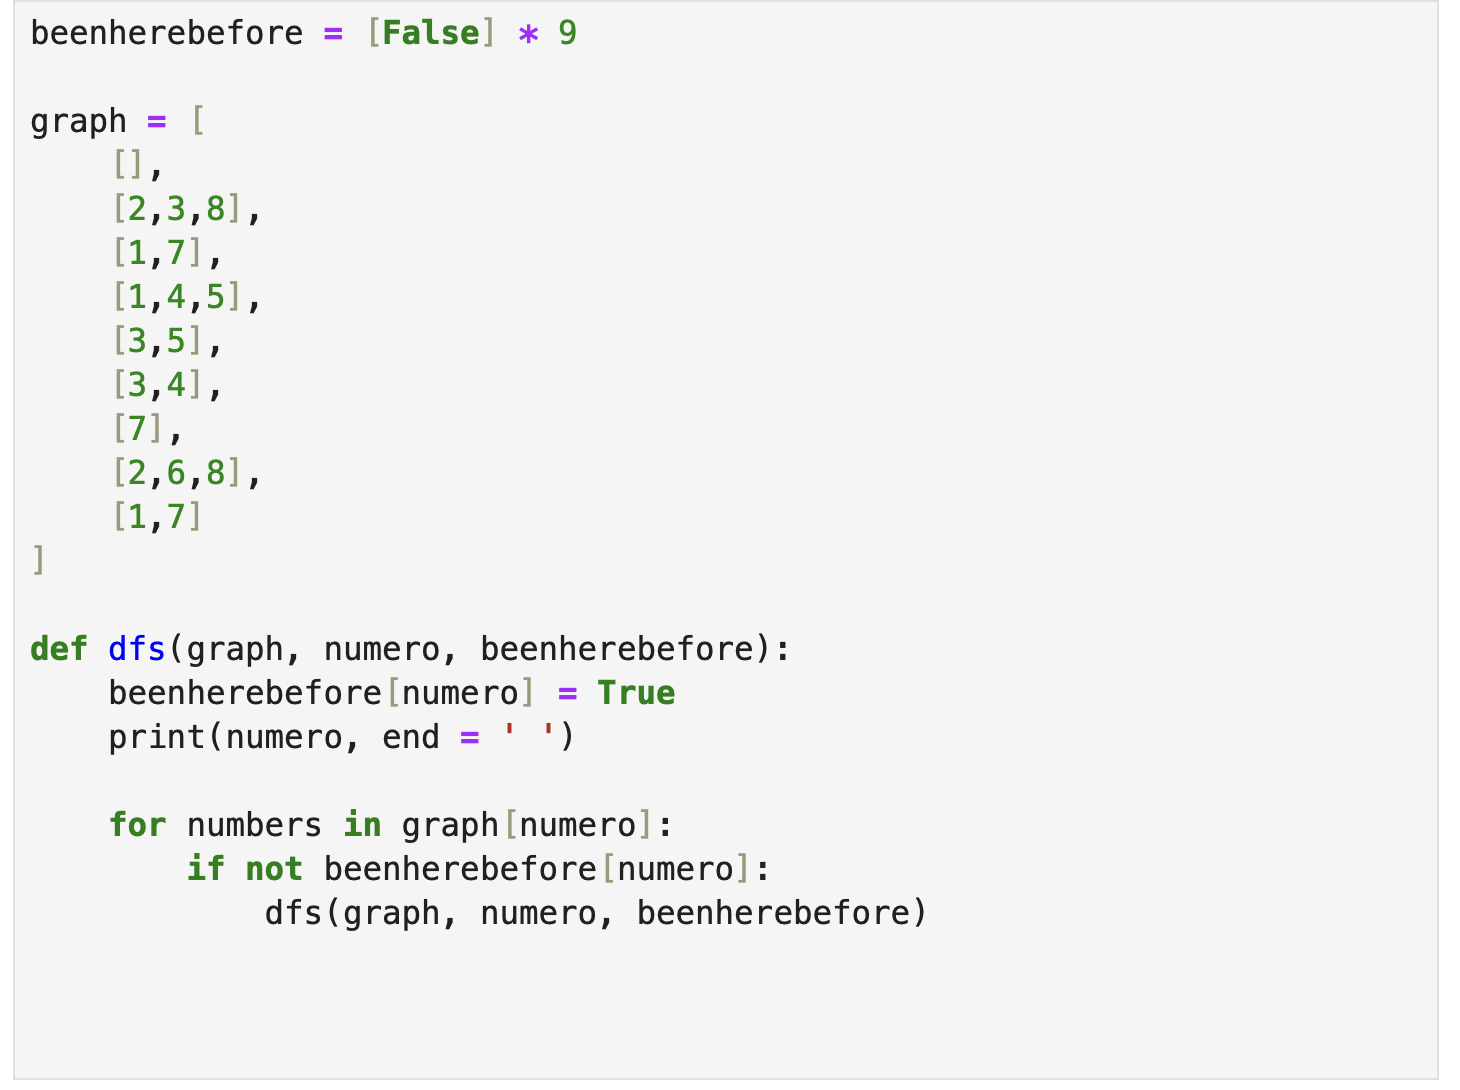 beenherebefore = [False] * 9

graph = [
    [],
    [2,3,8],
    [1,7],
    [1,4,5],
    [3,5],
    [3,4],
    [7],
    [2,6,8],
    [1,7]
]

def dfs(graph, numero, beenherebefore):
    beenherebefore[numero] = True
    print(numero, end = ' ')

    for numbers in graph[numero]:
        if not beenherebefore[numero]:
            dfs(graph, numero, beenherebefore)